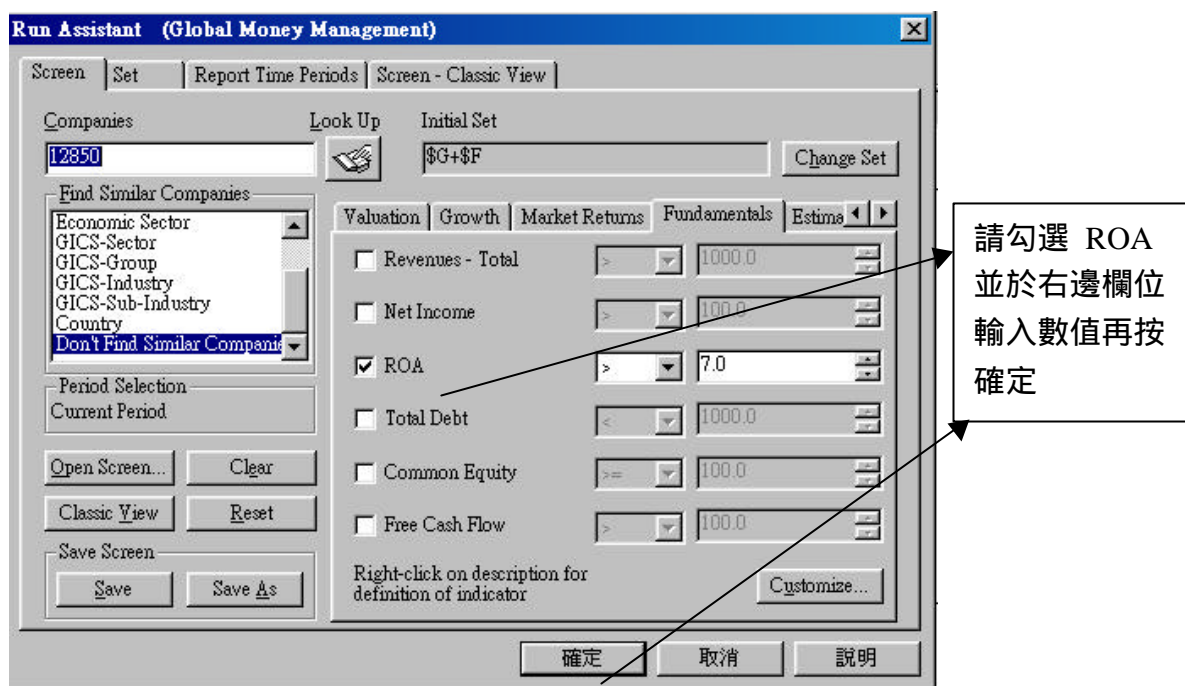 Run Assistant (Global Money Management)
Screen Set Report Time Periods Screen - Classic View
Companies Look Up Initial Set
12850 $G+$F Change Set
Find Similar Companies
Economic Sector
GICS-Sector
GICS-Group
GICS-Industry
GICS-Sub-Industry
Country
Don't Find Similar Companie
Period Selection
Current Period
Open Screen... Clear
Classic View Reset
Save Screen
Save Save As
Valuation Growth Market Returns Fundamentals Estima
Revenues - Total > 1000.0
Net Income > 100.0
ROA > 7.0
Total Debt < 1000.0
Common Equity >= 100.0
Free Cash Flow > 100.0
Right-click on description for
definition of indicator
Customize...
確定 取消 說明
請勾選 ROA
並於右邊欄位
輸入數值再按
確定